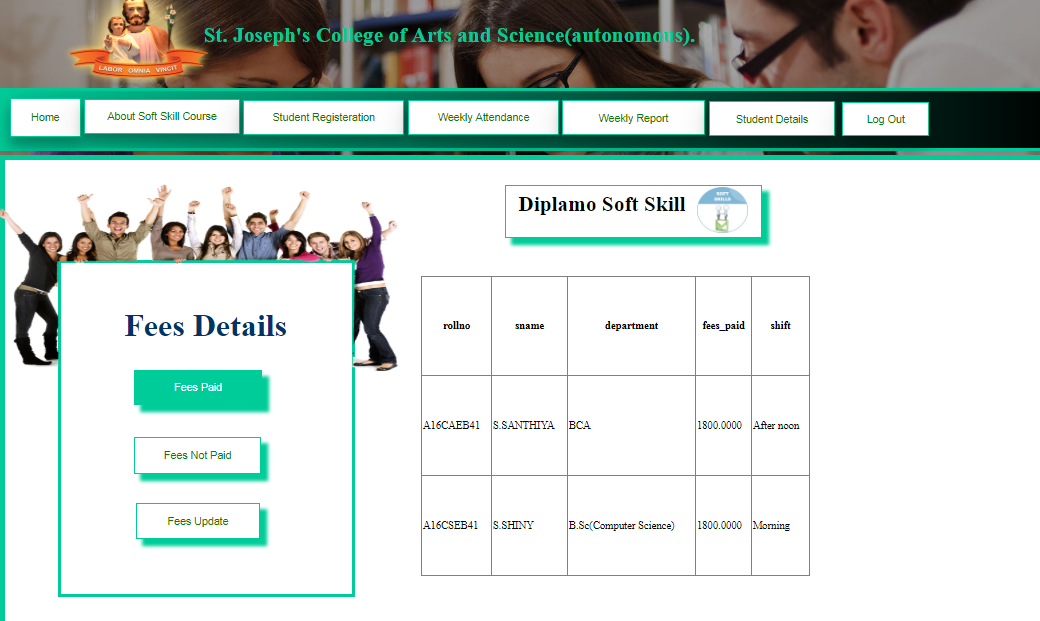 St. Joseph's College of Arts and Science(autonomous).
LABOR OMNIA VINCIT
Home
About Soft Skill Course
Student Registeration
Weekly Attendance
Weekly Report
Student Details
Log Out
Diplamo Soft Skill
SOFT
SKILLS
Fees Details
Fees Paid
Fees Not Paid
Fees Update
rollno sname department fees_paid shift
A16CAEB41 S.SANTHIYA BCA 1800.0000 After noon
A16CSEB41 S.SHINY B.Sc(Computer Science) 1800.0000 Morning